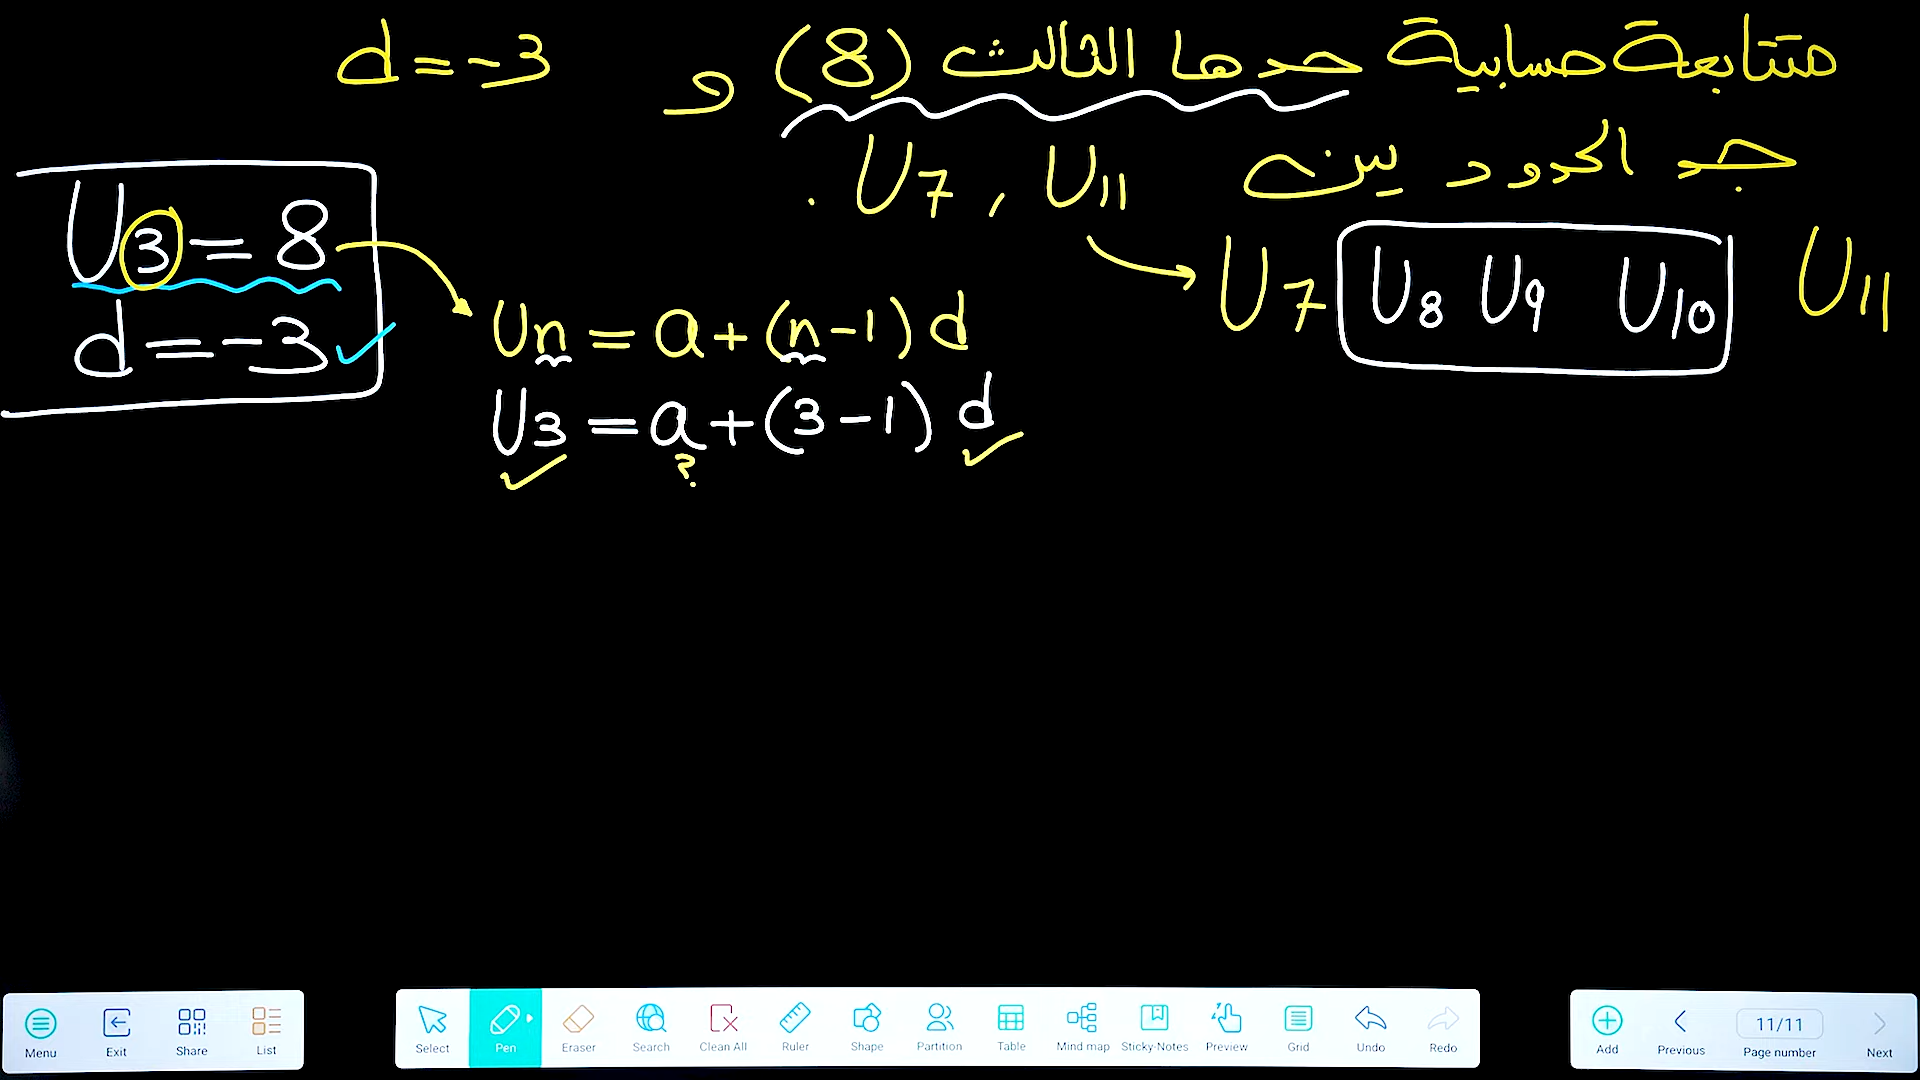 متتابعة حسابية حدها الثالث (8) و d = -3
جد الحدود بين U11 , U7 .
U7 U8 U9 U10 U11
U3 = 8
d = -3
Un = a + (n-1) d
U3 = a + (3-1) d
?
Menu Exit Share List
Select Pen Eraser Search Clean All Ruler Shape Partition Table Mind map Sticky-Notes Preview Grid Undo Redo
Add Previous 11/11 Page number Next